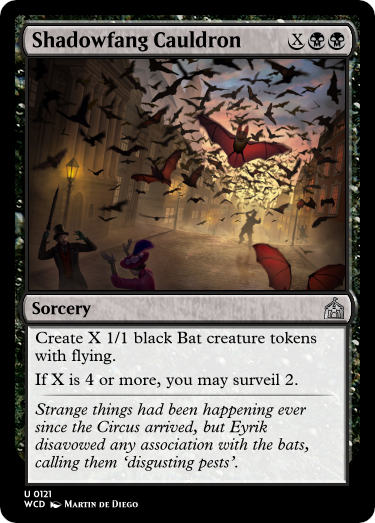 Shadowfang Cauldron X
Sorcery
Create X 1/1 black Bat creature tokens
with flying.
If X is 4 or more, you may surveil 2.
Strange things had been happening ever
since the Circus arrived, but Eyrik
disavowed any association with the bats,
calling them ‘disgusting pests’.
U 0121
WCD Martin de Diego